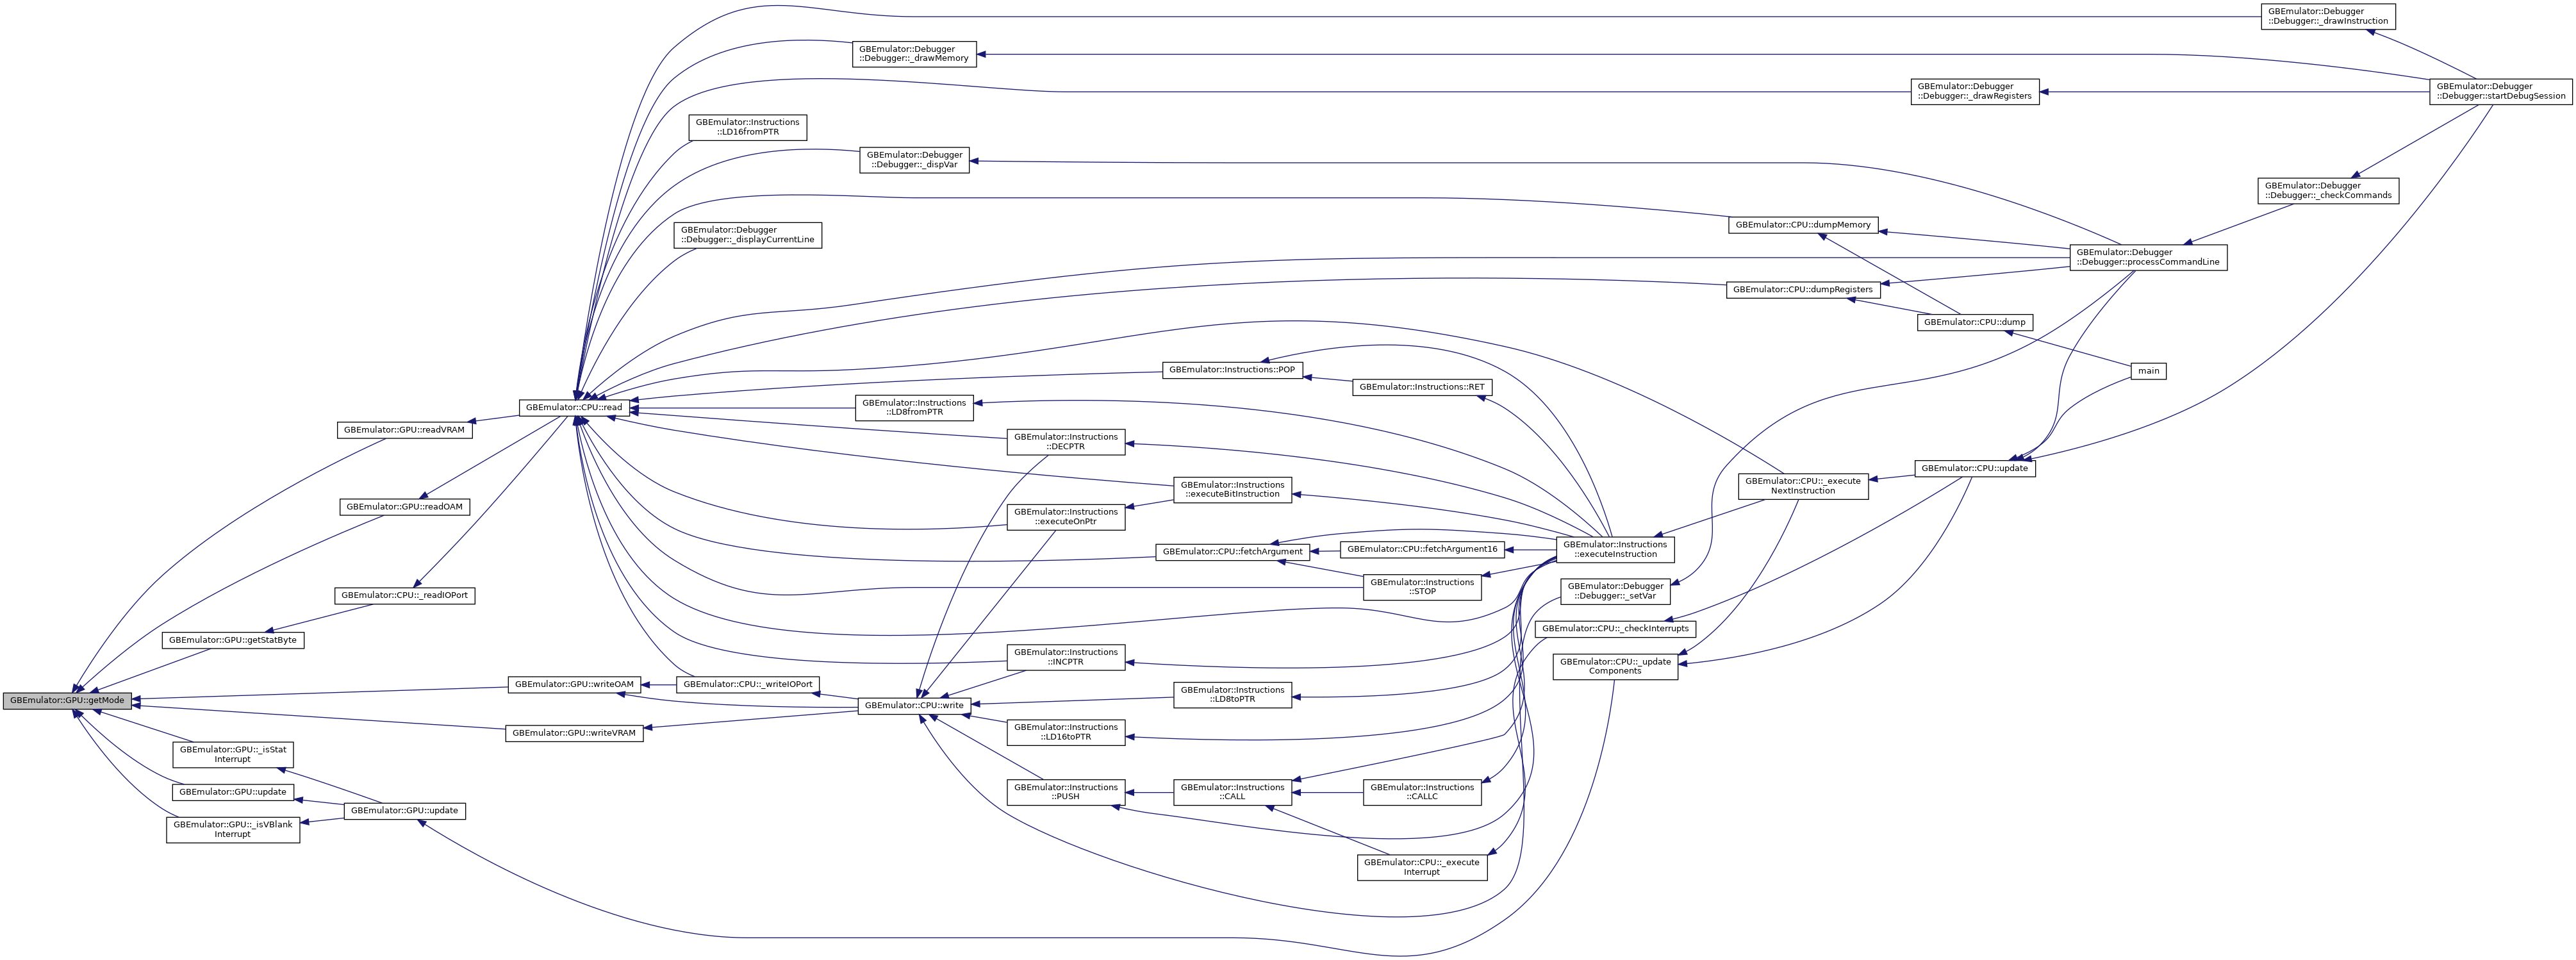 GBEmulator::GPU::getMode
GBEmulator::GPU::readVRAM
GBEmulator::GPU::readOAM
GBEmulator::CPU::_readIOPort
GBEmulator::GPU::getStatByte
GBEmulator::GPU::writeOAM
GBEmulator::GPU::writeVRAM
GBEmulator::GPU::_isStat
Interrupt
GBEmulator::GPU::update
GBEmulator::GPU::_isVBlank
Interrupt
GBEmulator::GPU::update
GBEmulator::CPU::read
GBEmulator::CPU::_writeIOPort
GBEmulator::CPU::write
GBEmulator::Debugger
::Debugger::_drawMemory
GBEmulator::Instructions
::LD16fromPTR
GBEmulator::Debugger
::Debugger::_dispVar
GBEmulator::Debugger
::Debugger::_displayCurrentLine
GBEmulator::Instructions
::LD8fromPTR
GBEmulator::Instructions
::DECPTR
GBEmulator::Instructions
::executeOnPtr
GBEmulator::Instructions
::INCPTR
GBEmulator::Instructions
::LD16toPTR
GBEmulator::Instructions
::PUSH
GBEmulator::Instructions::POP
GBEmulator::Instructions
::executeBitInstruction
GBEmulator::CPU::fetchArgument
GBEmulator::Instructions
::LD8toPTR
GBEmulator::Instructions
::CALL
GBEmulator::Instructions::RET
GBEmulator::CPU::fetchArgument16
GBEmulator::Instructions
::STOP
GBEmulator::Instructions
::CALLC
GBEmulator::CPU::_execute
Interrupt
GBEmulator::Instructions
::executeInstruction
GBEmulator::Debugger
::Debugger::_setVar
GBEmulator::CPU::_checkInterrupts
GBEmulator::CPU::_update
Components
GBEmulator::CPU::dumpMemory
GBEmulator::CPU::dumpRegisters
GBEmulator::CPU::_execute
NextInstruction
GBEmulator::Debugger
::Debugger::_drawRegisters
GBEmulator::CPU::dump
GBEmulator::CPU::update
GBEmulator::Debugger
::Debugger::processCommandLine
main
GBEmulator::Debugger
::Debugger::_drawInstruction
GBEmulator::Debugger
::Debugger::_checkCommands
GBEmulator::Debugger
::Debugger::startDebugSession